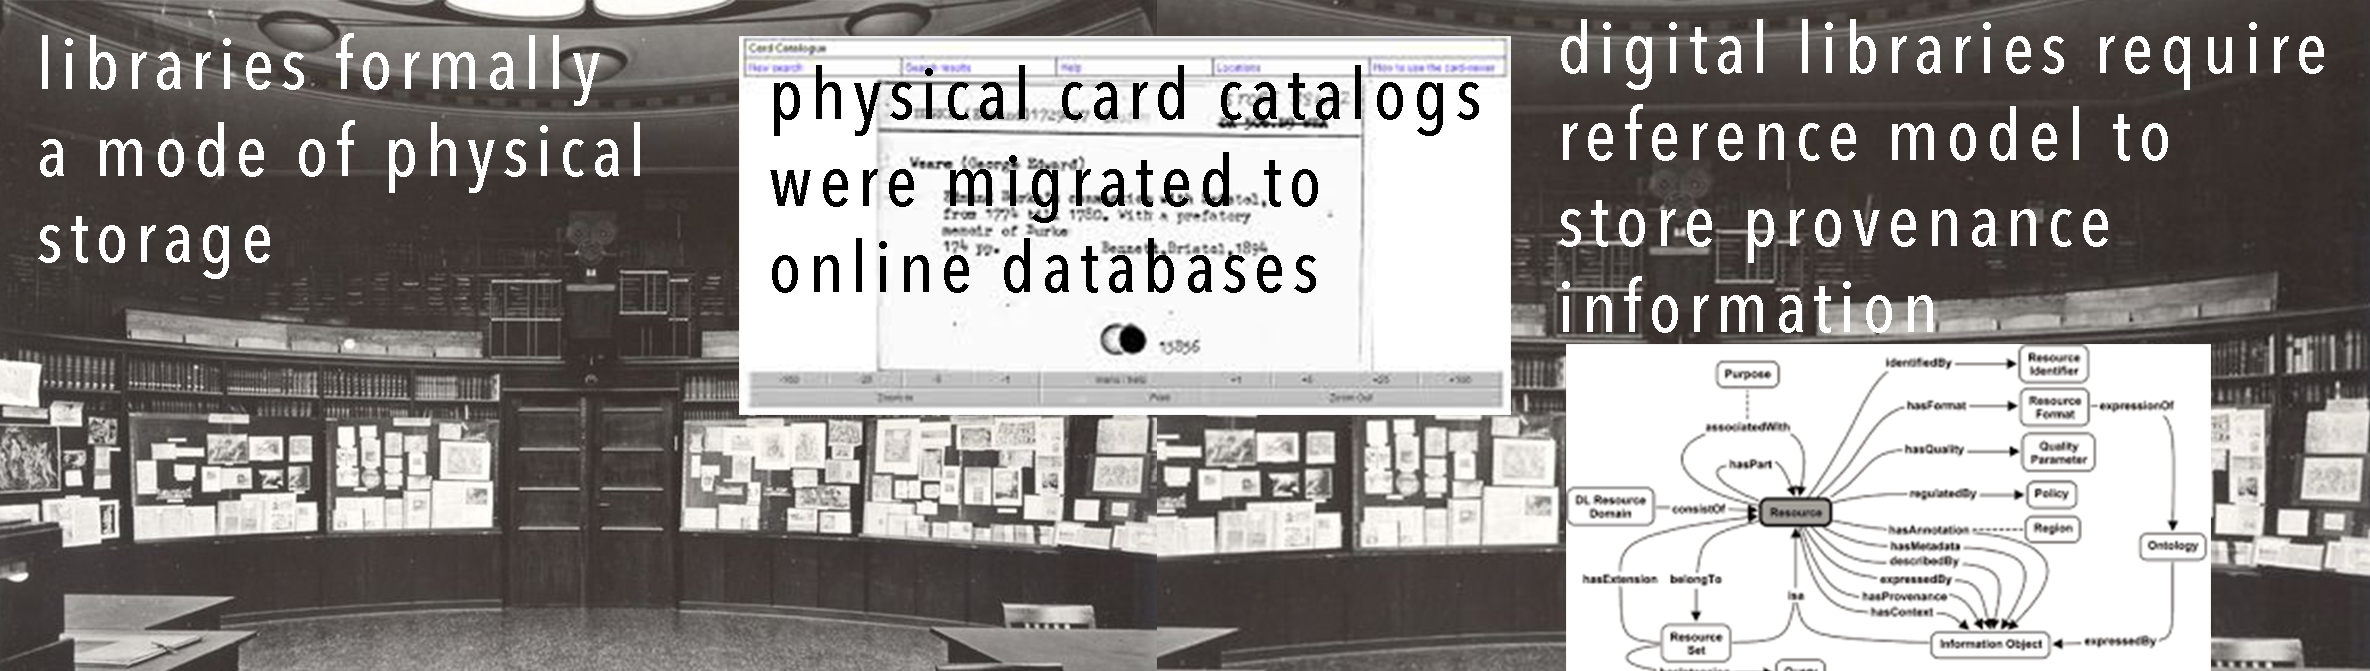 libraries formally
a mode of physical
storage
Card Catalogue
New search
Search results
Help
Locations
How to use the card-viewer
physical card catalogs
were migrated to
online databases
Weare (George Edward)
from 1774 till 1780. With a prefatory
memoir of Burke
174 pp. Bennett,Bristol,1894
13836
-100 -25 -5 -1 Menu / help +1 +5 +25 +100
Zoom In Print Zoom Out
digital libraries require
reference model to
store provenance
information
Purpose
associatedWith
hasPart
DL Resource
Domain
consistOf
Resource
identifiedBy
Resource
Identifier
hasFormat
Resource
Format
expressionOf
hasQuality
Quality
Parameter
regulatedBy
Policy
hasAnnotation
Region
hasMetadata
describedBy
expressedBy
hasProvenance
hasContext
Ontology
hasExtension
belongTo
isa
Resource
Set
Information Object
expressedBy
hasIntension
Query